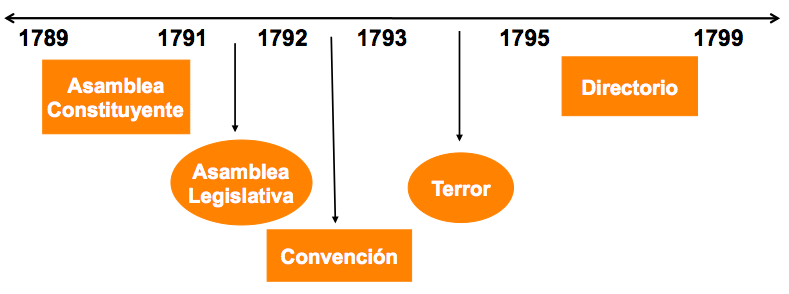 1789 1791 1792 1793 1795 1799
Asamblea
Constituyente
Directorio
Asamblea
Legislativa
Terror
Convención